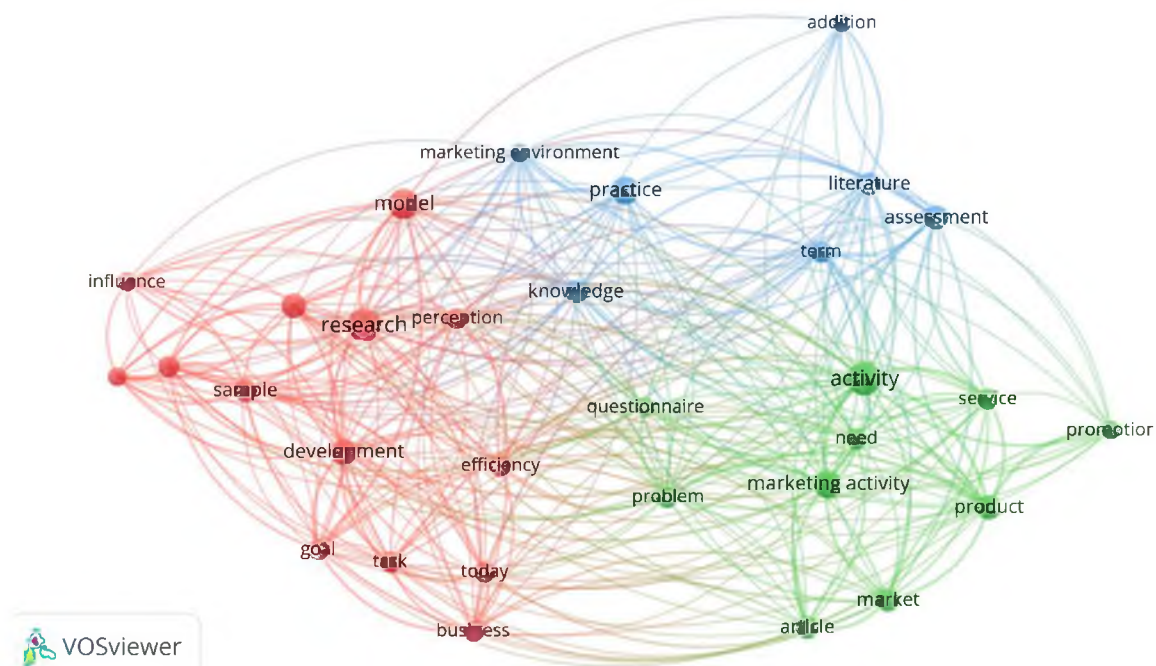 addition
marketing environment
practice
literature
model
assessment
term
influence
knowledge
research
perception
activity
sample
service
questionnaire
promotior
need
development
efficiency
marketing activity
problem
product
goal
task
today
market
business
article
VOSviewer